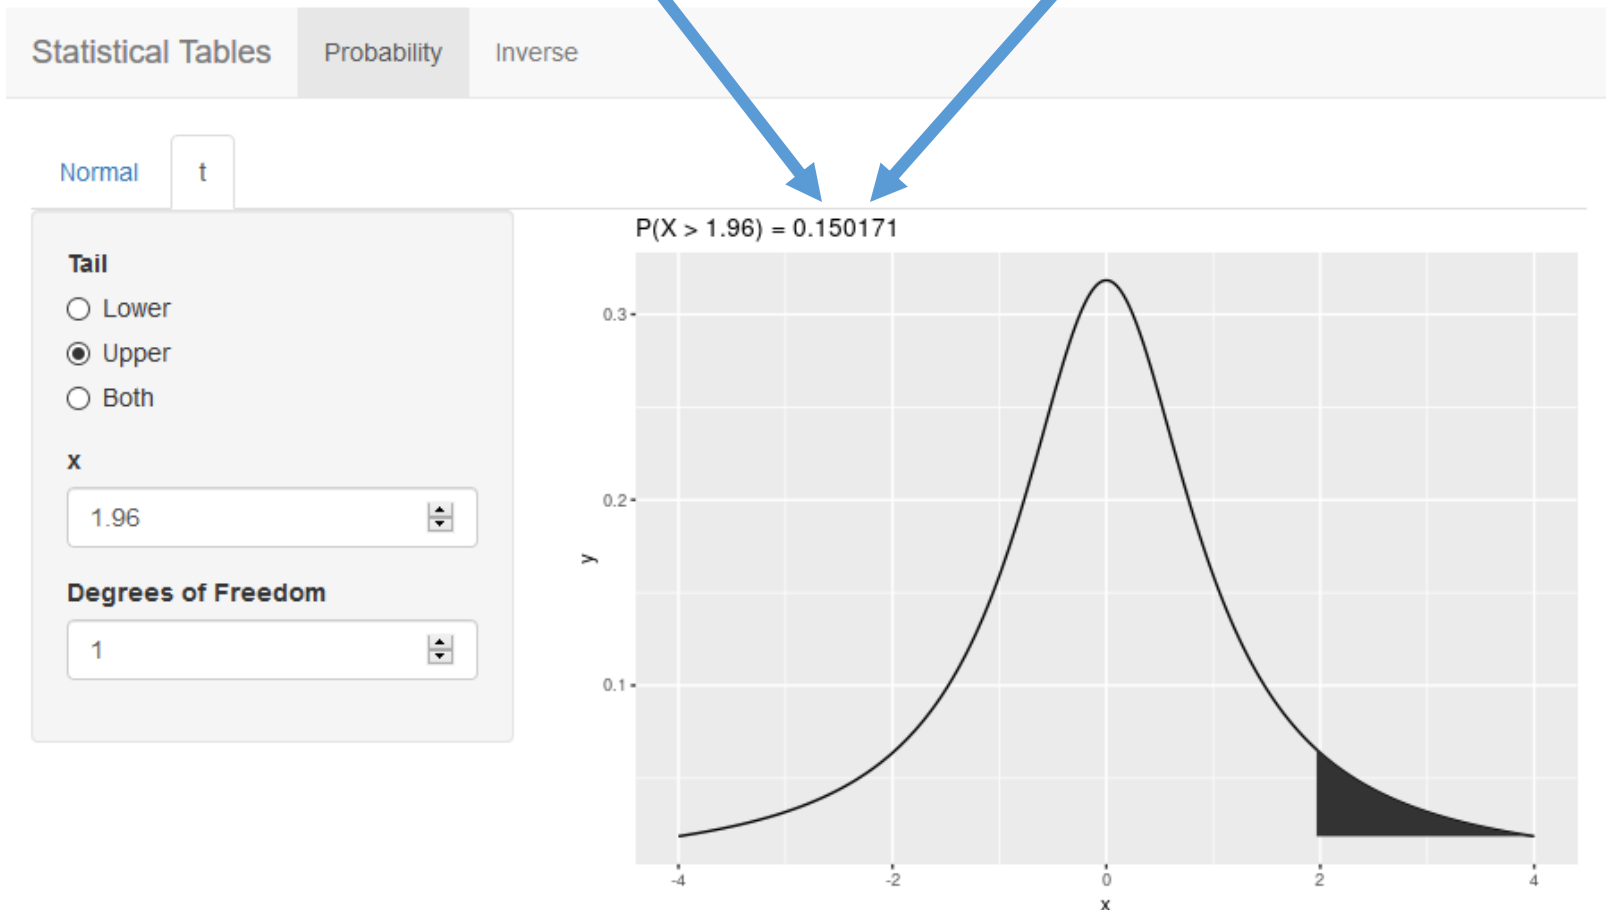 Statistical Tables Probability Inverse
Normal t
P(X > 1.96) = 0.150171
Tail
Lower
Upper
Both
x
1.96
Degrees of Freedom
1
0.3
0.2
0.1
y
-4 -2 0 2 4
x